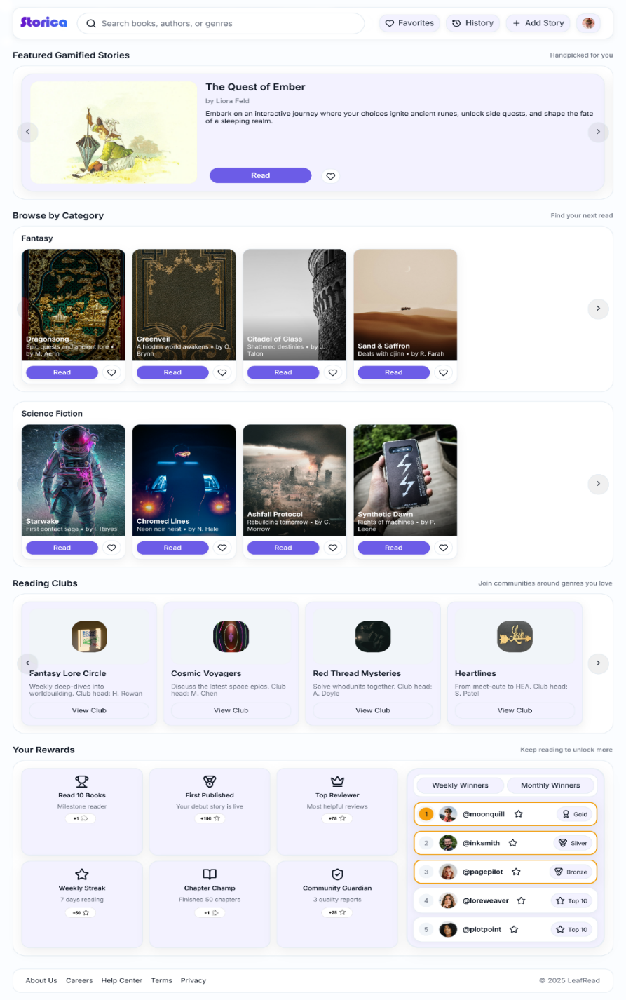 Storica
Search books, authors, or genres
Favorites
History
Add Story
Featured Gamified Stories
Handpicked for you
The Quest of Ember
by Liora Feld
Embark on an interactive journey where your choices ignite ancient runes, unlock side quests, and shape the fate
of a sleeping realm.
Read
Browse by Category
Find your next read
Fantasy
Dragonsong
Epic quests and ancient lore •
by M. Aerin
Read
Greenveil
A hidden world awakens • by O.
Brynn
Read
Citadel of Glass
Shattered destinies • by J.
Talon
Read
Sand & Saffron
Deals with djinn • by R. Farah
Read
Science Fiction
Starwake
First contact saga • by I. Reyes
Read
Chromed Lines
Neon noir heist • by N. Hale
Read
Ashfall Protocol
Rebuilding tomorrow • by C.
Morrow
Read
Synthetic Dawn
Rights of machines • by P.
Leone
Read
Reading Clubs
Join communities around genres you love
Fantasy Lore Circle
Weekly deep-dives into
worldbuilding. Club head: H. Rowan
View Club
Cosmic Voyagers
Discuss the latest space epics. Club
head: M. Chen
View Club
Red Thread Mysteries
Solve whodunits together. Club head:
A. Doyle
View Club
Love
Heartlines
From meet-cute to HEA. Club head:
S. Patel
View Club
Your Rewards
Keep reading to unlock more
Read 10 Books
Milestone reader
+1
First Published
Your debut story is live
+100
Top Reviewer
Most helpful reviews
+75
Weekly Streak
7 days reading
+50
Chapter Champ
Finished 50 chapters
+1
Community Guardian
3 quality reports
+25
Weekly Winners
Monthly Winners
1 @moonquill Gold
2 @inksmith Silver
3 @pagepilot Bronze
4 @loreweaver Top 10
5 @plotpoint Top 10
About Us
Careers
Help Center
Terms
Privacy
© 2025 LeafRead